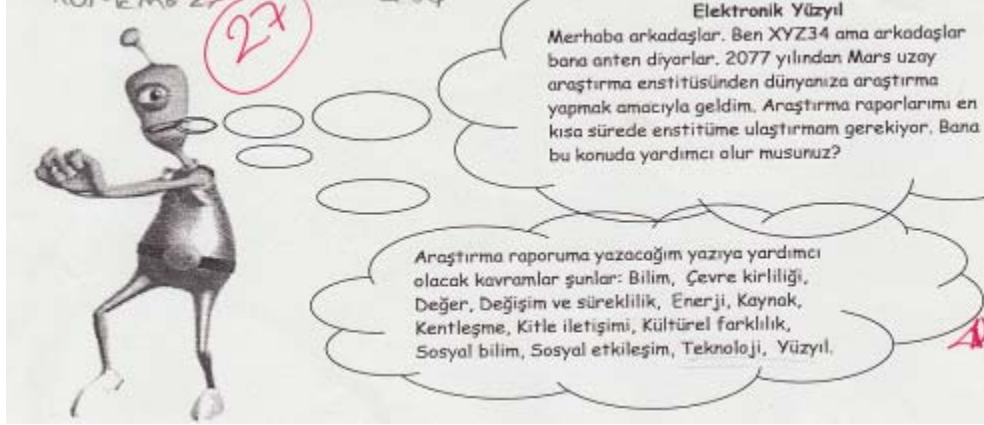 27
Elektronik Yüzyıl
Merhaba arkadaşlar. Ben XYZ34 ama arkadaşlar
bana anten diyorlar. 2077 yılından Mars uzay
araştırma enstitüsünden dünyanıza araştırma
yapmak amacıyla geldim. Araştırma raporlarımı en
kısa sürede enstitüme ulaştırmam gerekiyor. Bana
bu konuda yardımcı olur musunuz?
Araştırma raporuma yazacağım yazıya yardımcı
olacak kavramlar şunlar: Bilim, Çevre kirliliği,
Değer, Değişim ve süreklilik, Enerji, Kaynak,
Kentleşme, Kitle iletişimi, Kültürel farklılık,
Sosyal bilim, Sosyal etkileşim, Teknoloji, Yüzyıl.